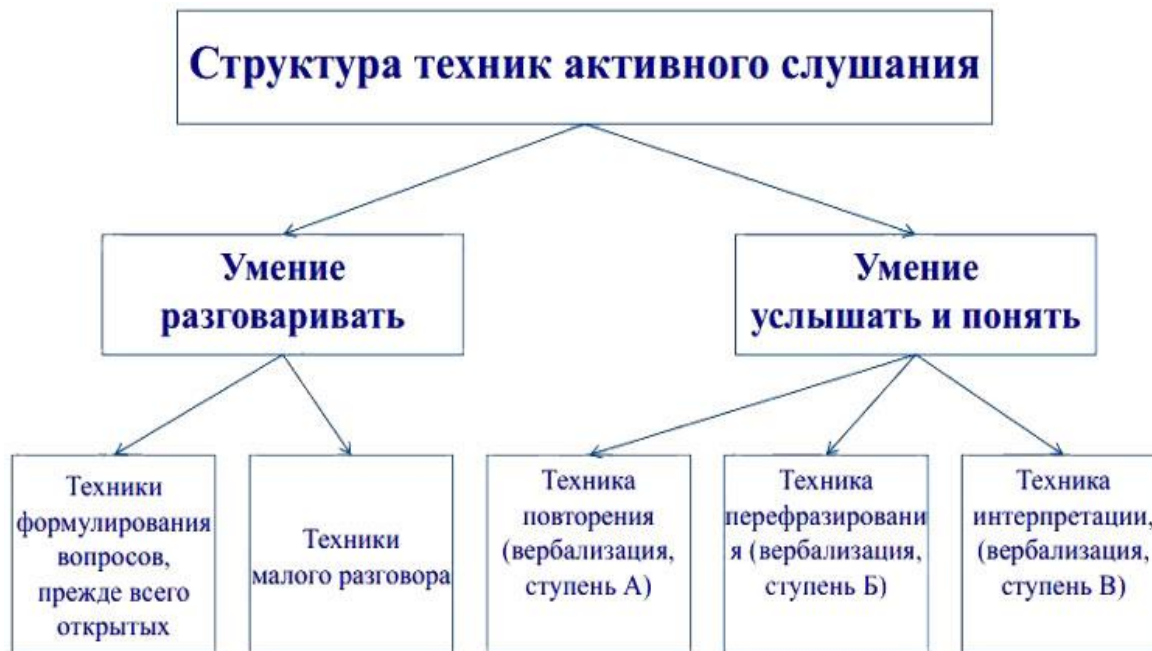 Структура техник активного слушания
Умение
разговаривать
Умение
услышать и понять
Техники
формулирования
вопросов,
прежде всего
открытых
Техники
малого разговора
Техника
повторения
(вербализация,
ступень А)
Техника
перефразировани
я (вербализация,
ступень Б)
Техника
интерпретации,
(вербализация,
ступень В)